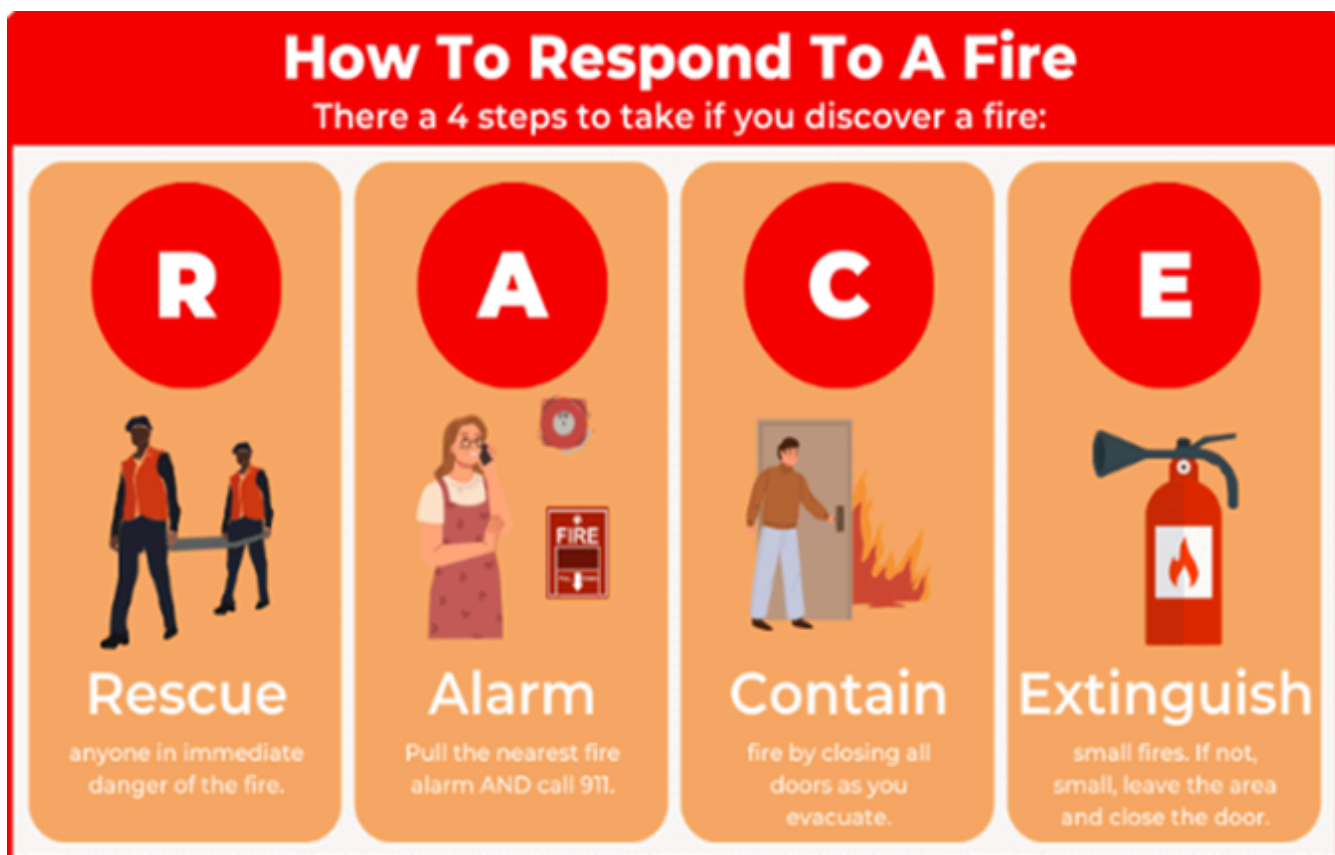 How To Respond To A Fire
There a 4 steps to take if you discover a fire:
R
A
C
E
FIRE
Rescue
anyone in immediate
danger of the fire.
Alarm
Pull the nearest fire
alarm AND call 911.
Contain
fire by closing all
doors as you
evacuate.
Extinguish
small fires. If not,
small, leave the area
and close the door.